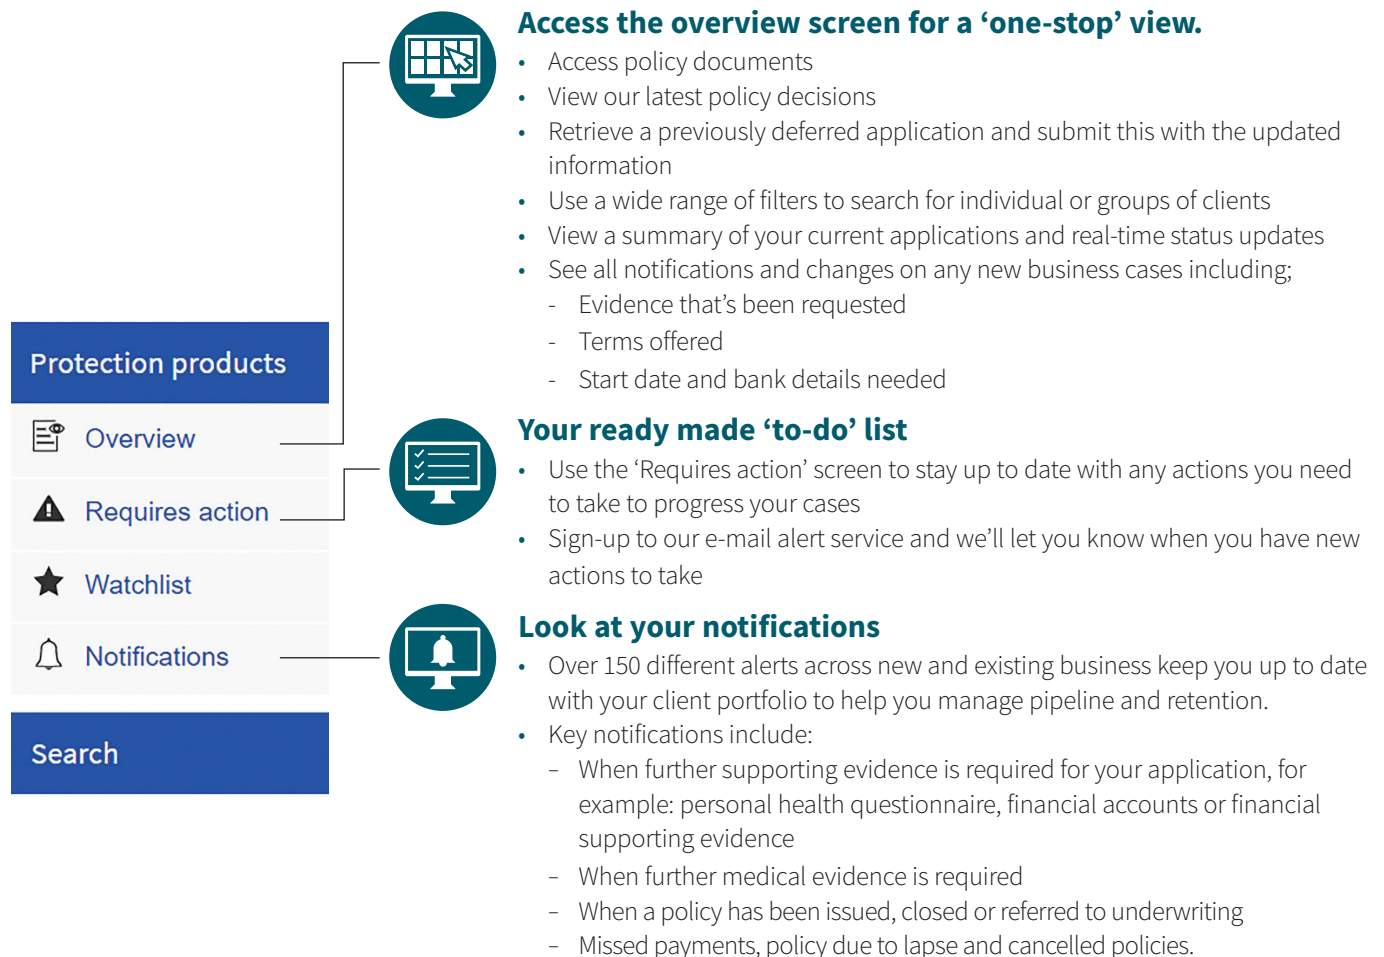 Access the overview screen for a ‘one-stop’ view.
• Access policy documents
• View our latest policy decisions
• Retrieve a previously deferred application and submit this with the updated
information
• Use a wide range of filters to search for individual or groups of clients
• View a summary of your current applications and real-time status updates
• See all notifications and changes on any new business cases including;
- Evidence that’s been requested
- Terms offered
- Start date and bank details needed
Protection products
Overview
Requires action
Watchlist
Notifications
Search
Your ready made ‘to-do’ list
• Use the ‘Requires action’ screen to stay up to date with any actions you need
to take to progress your cases
• Sign-up to our e-mail alert service and we’ll let you know when you have new
actions to take
Look at your notifications
• Over 150 different alerts across new and existing business keep you up to date
with your client portfolio to help you manage pipeline and retention.
• Key notifications include:
– When further supporting evidence is required for your application, for
example: personal health questionnaire, financial accounts or financial
supporting evidence
– When further medical evidence is required
– When a policy has been issued, closed or referred to underwriting
– Missed payments, policy due to lapse and cancelled policies.